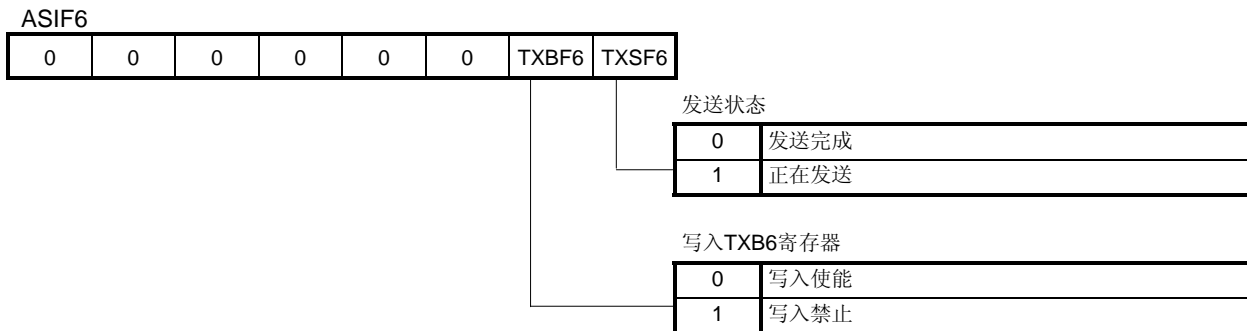 ASIF6
0 0 0 0 0 0 TXBF6 TXSF6
发送状态
0 发送完成
1 正在发送
写入TXB6寄存器
0 写入使能
1 写入禁止